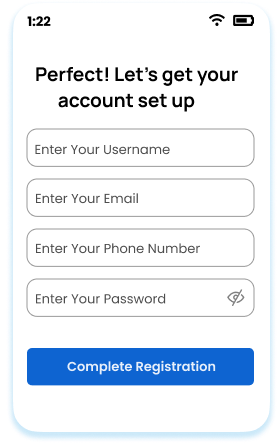 1:22
Perfect! Let's get your
account set up
Enter Your Username
Enter Your Email
Enter Your Phone Number
Enter Your Password
Complete Registration